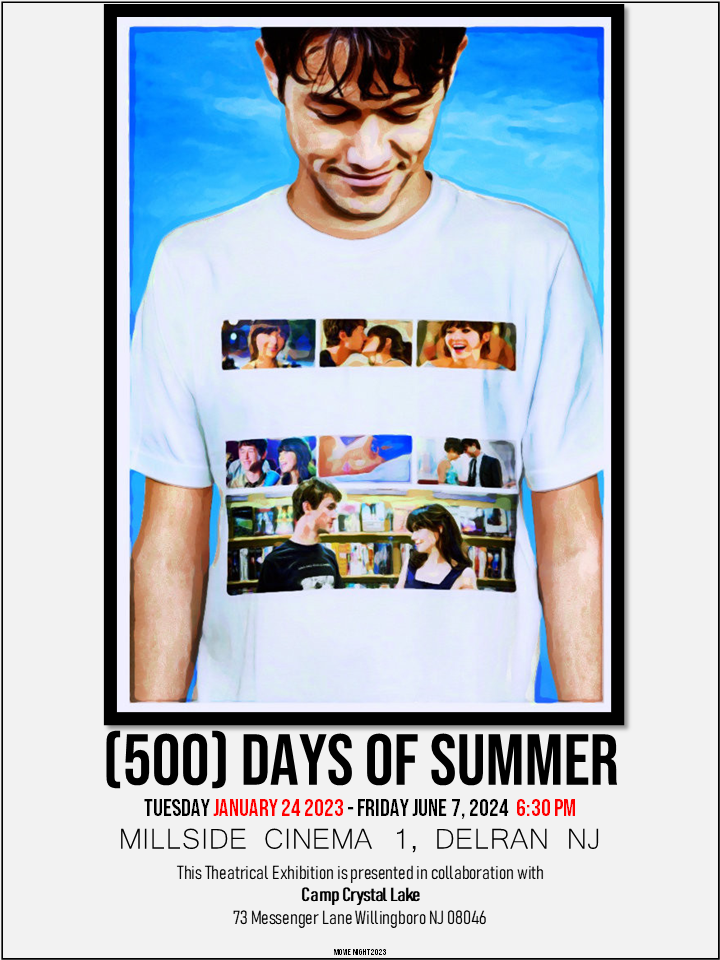 (500) DAYS OF SUMMER
TUESDAY JANUARY 24 2023 - FRIDAY JUNE 7, 2024 6:30 PM
MILLSIDE CINEMA 1, DELRAN NJ
This Theatrical Exhibition is presented in collaboration with
Camp Crystal Lake
73 Messenger Lane Willingboro NJ 08046
MOVIE NIGHT 2023